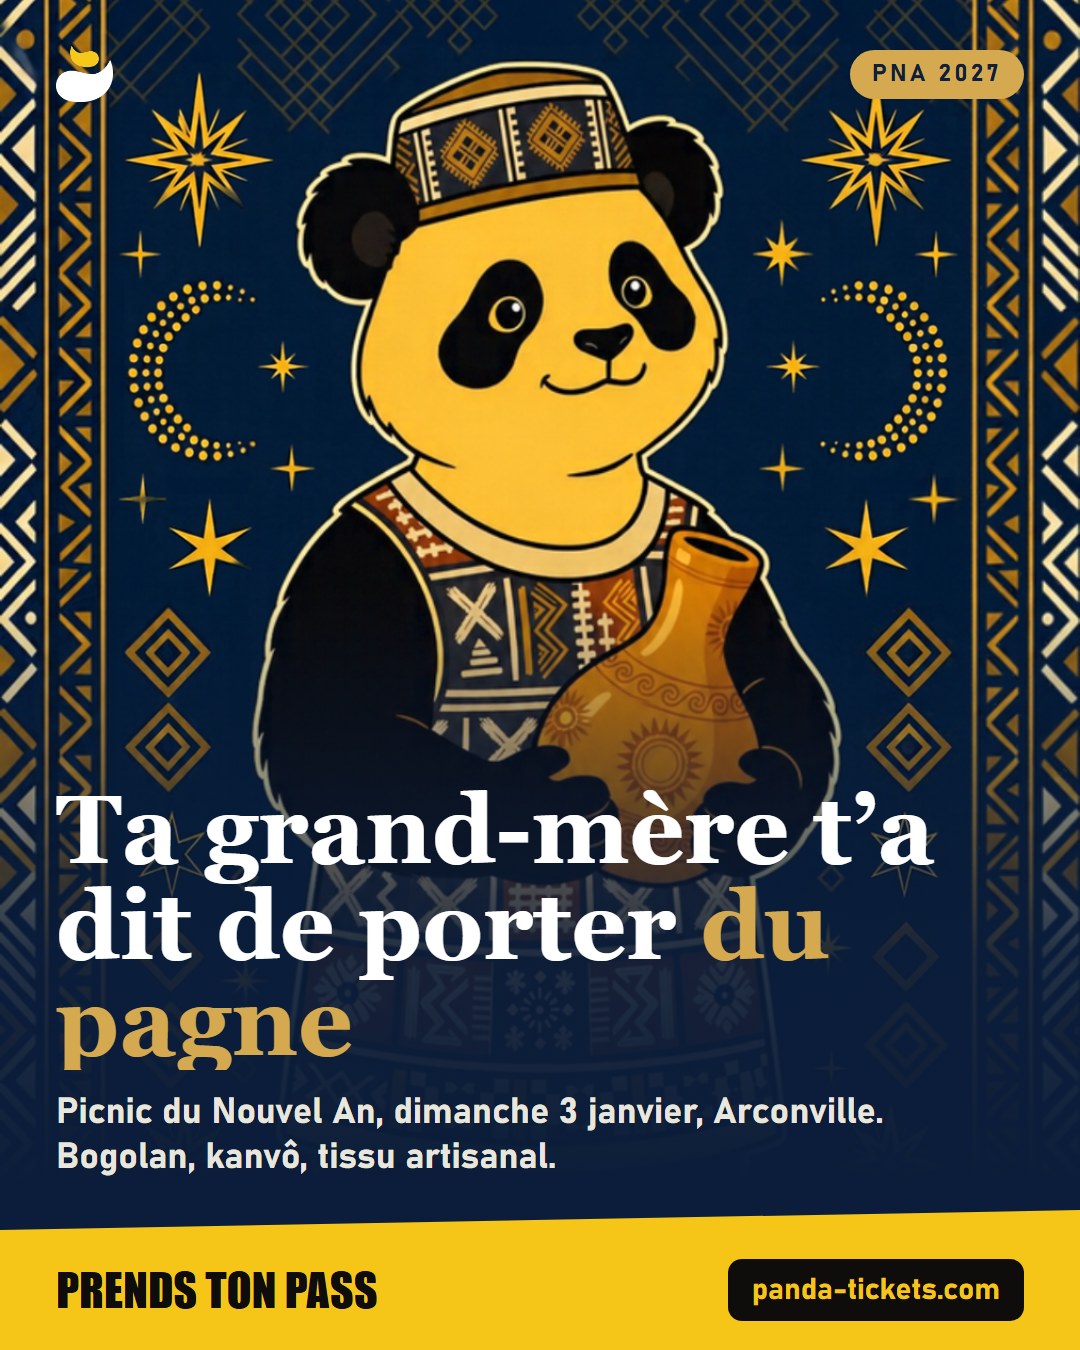 PNA 2027
Ta grand-mère t’a
dit de porter du
pagne
Picnic du Nouvel An, dimanche 3 janvier, Arconville.
Bogolan, kanvô, tissu artisanal.
PRENDS TON PASS
panda-tickets.com